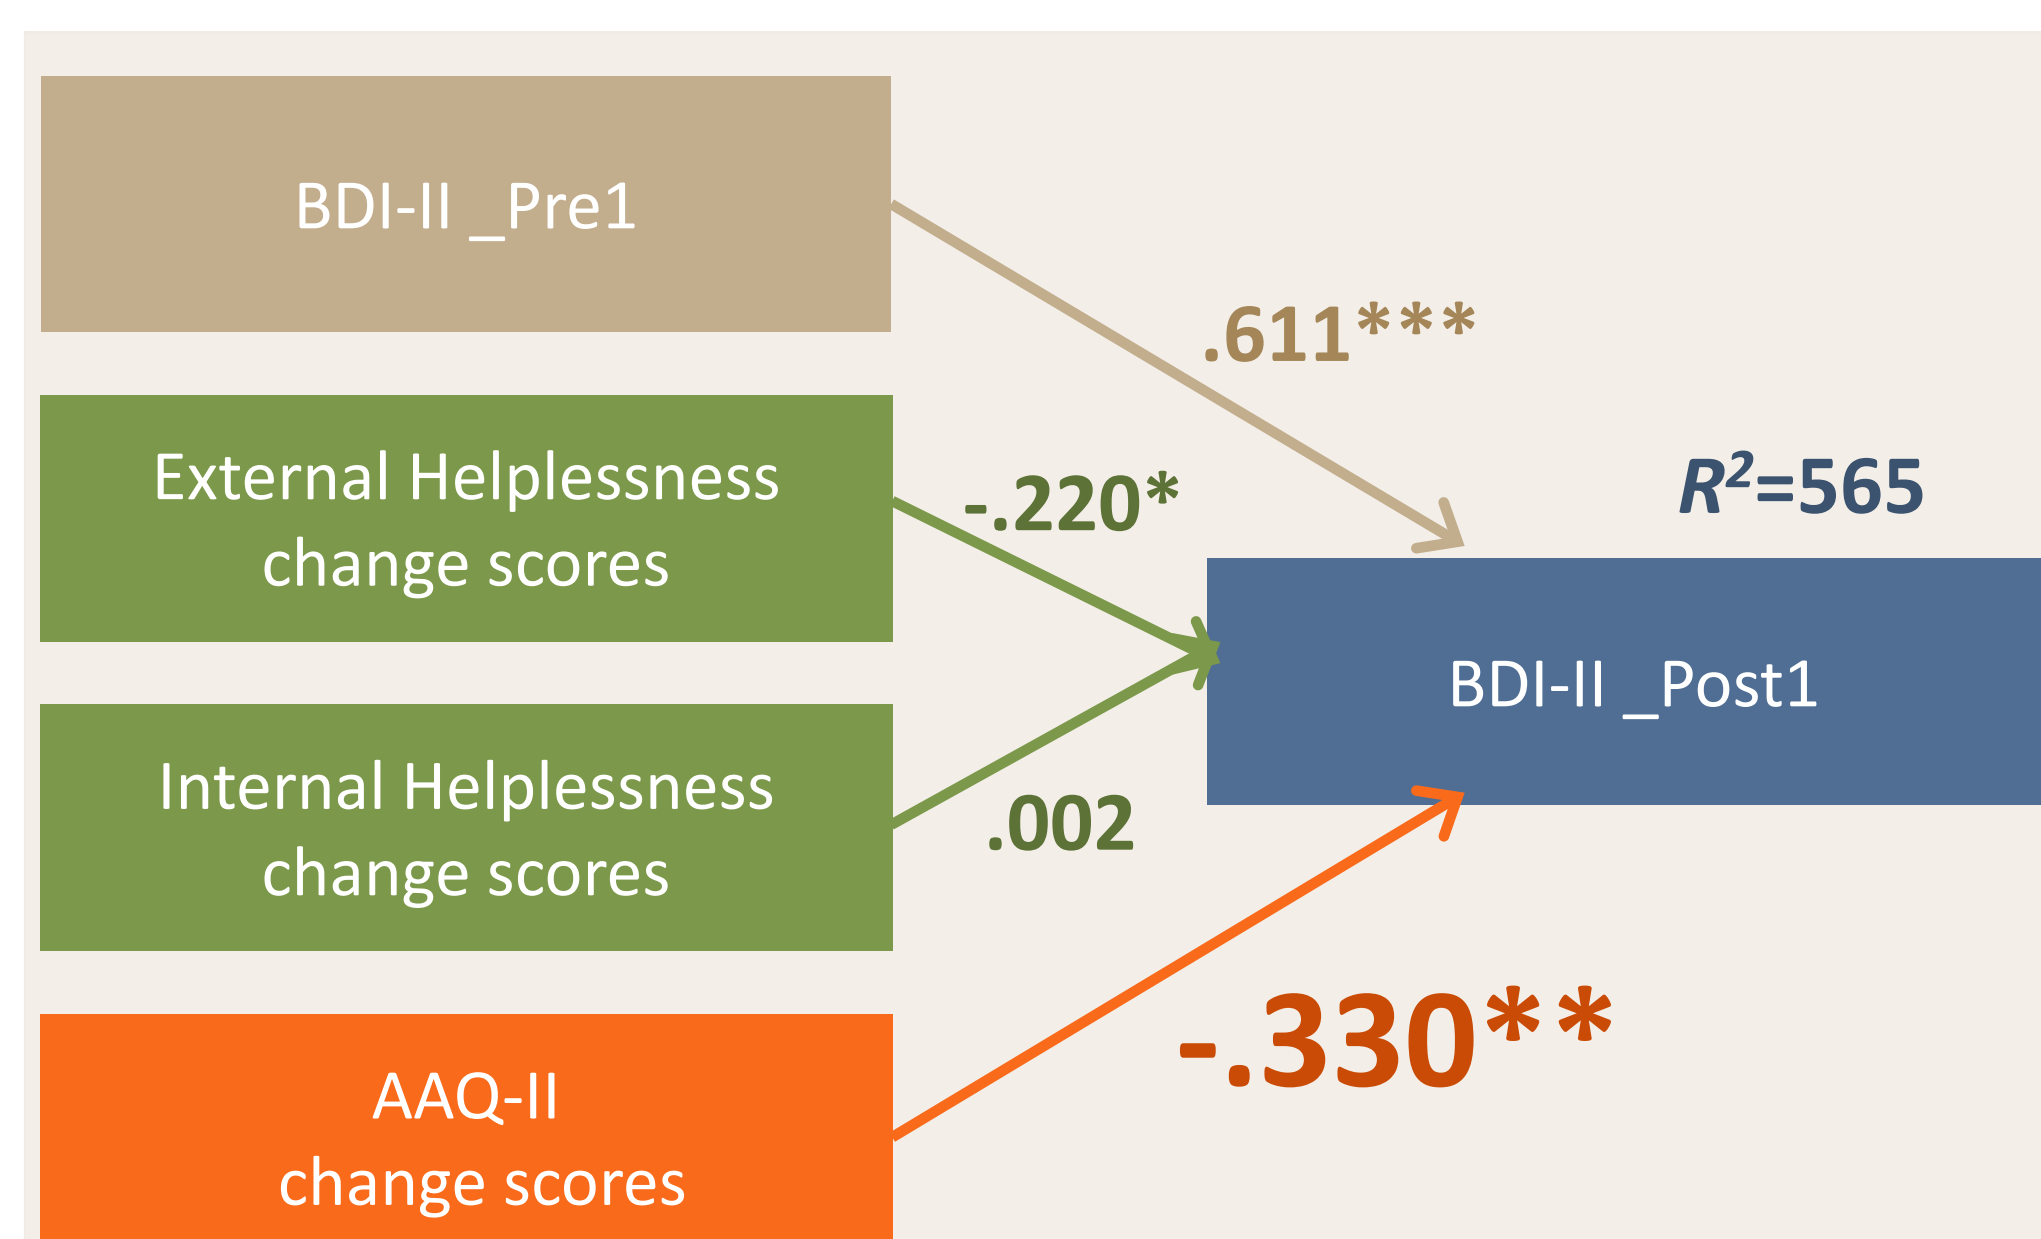 BDI-II _Pre1
.611***
External Helplessness
change scores
-.220*
R²=565
BDI-II _Post1
Internal Helplessness
change scores
.002
-.330**
AAQ-II
change scores